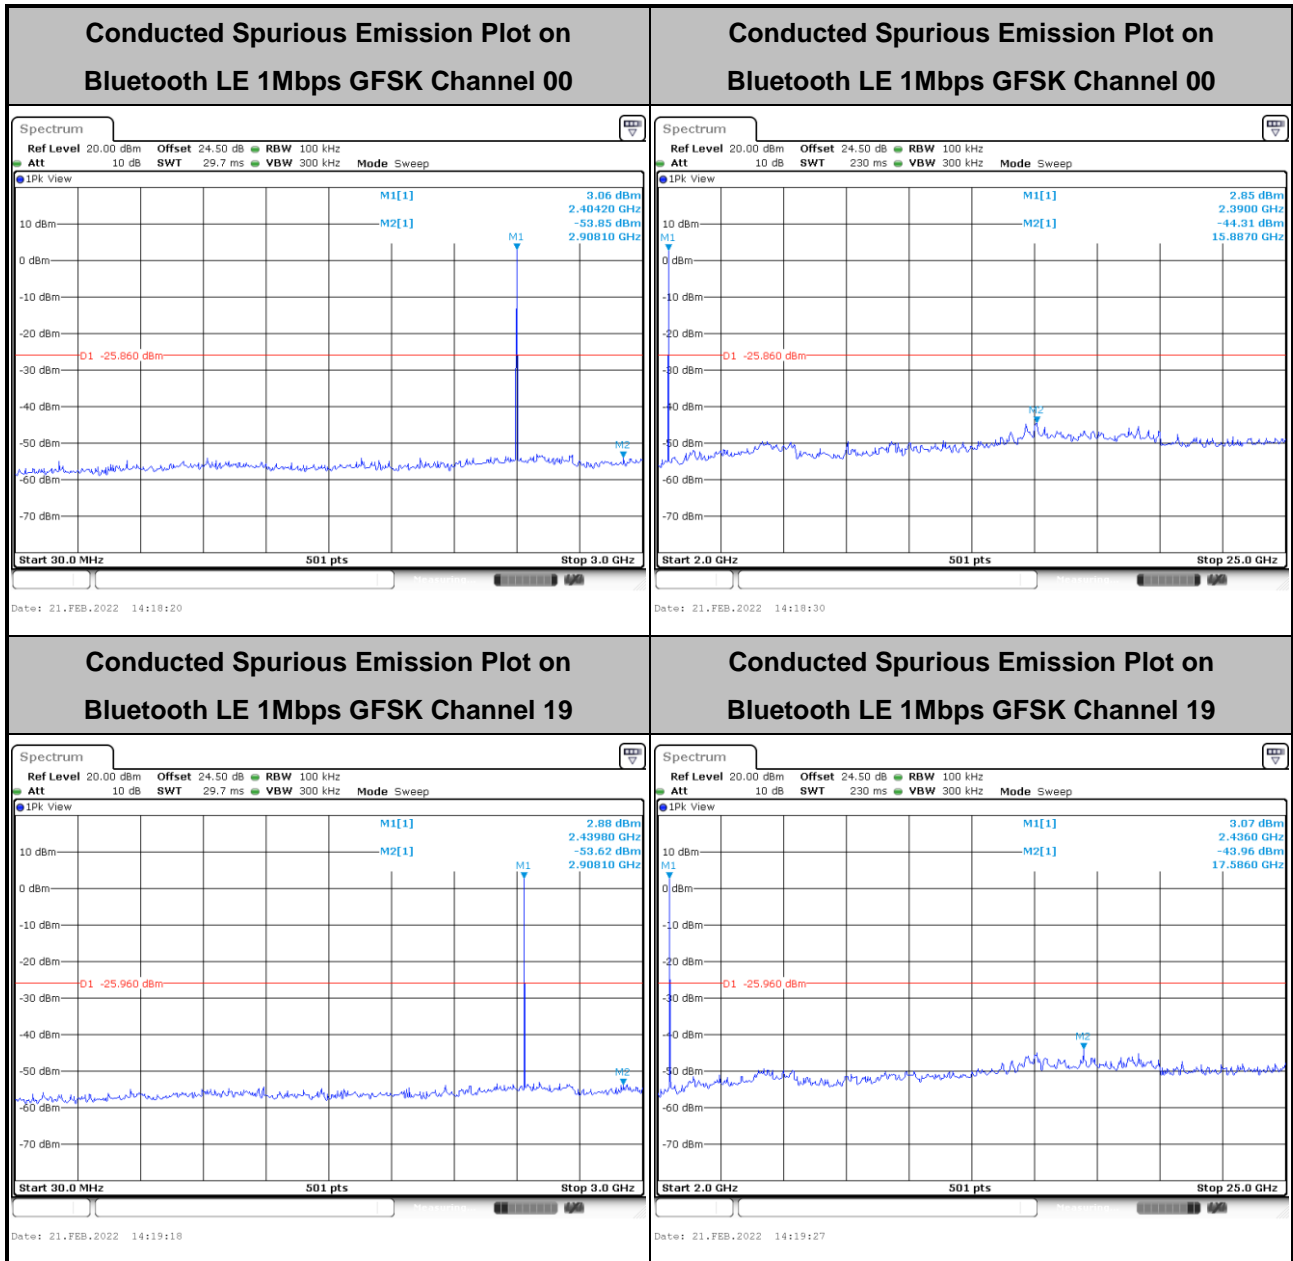 Conducted Spurious Emission Plot on
Bluetooth LE 1Mbps GFSK Channel 00
Spectrum
Ref Level 20.00 dBm Offset 24.50 dB RBW 100 kHz
Att 10 dB SWT 29.7 ms VBW 300 kHz Mode Sweep
1Pk View
M1[1] 3.06 dBm
2.40420 GHz
10 dBm M2[1] -53.85 dBm
M1 2.90810 GHz
0 dBm
-10 dBm
-20 dBm
D1 -25.860 dBm
-30 dBm
-40 dBm
-50 dBm
M2
-60 dBm
-70 dBm
Start 30.0 MHz 501 pts Stop 3.0 GHz
Measuring
Date: 21.FEB.2022 14:18:20
Conducted Spurious Emission Plot on
Bluetooth LE 1Mbps GFSK Channel 00
Spectrum
Ref Level 20.00 dBm Offset 24.50 dB RBW 100 kHz
Att 10 dB SWT 230 ms VBW 300 kHz Mode Sweep
1Pk View
M1[1] 2.85 dBm
2.3900 GHz
10 dBm M2[1] -44.31 dBm
M1 15.8870 GHz
0 dBm
-10 dBm
-20 dBm
D1 -25.860 dBm
-30 dBm
-40 dBm
M2
-50 dBm
-60 dBm
-70 dBm
Start 2.0 GHz 501 pts Stop 25.0 GHz
Measuring
Date: 21.FEB.2022 14:18:30
Conducted Spurious Emission Plot on
Bluetooth LE 1Mbps GFSK Channel 19
Spectrum
Ref Level 20.00 dBm Offset 24.50 dB RBW 100 kHz
Att 10 dB SWT 29.7 ms VBW 300 kHz Mode Sweep
1Pk View
M1[1] 2.88 dBm
2.43980 GHz
10 dBm M2[1] -53.62 dBm
M1 2.90810 GHz
0 dBm
-10 dBm
-20 dBm
D1 -25.960 dBm
-30 dBm
-40 dBm
-50 dBm
M2
-60 dBm
-70 dBm
Start 30.0 MHz 501 pts Stop 3.0 GHz
Measuring
Date: 21.FEB.2022 14:19:18
Conducted Spurious Emission Plot on
Bluetooth LE 1Mbps GFSK Channel 19
Spectrum
Ref Level 20.00 dBm Offset 24.50 dB RBW 100 kHz
Att 10 dB SWT 230 ms VBW 300 kHz Mode Sweep
1Pk View
M1[1] 3.07 dBm
2.4360 GHz
10 dBm M2[1] -43.96 dBm
M1 17.5860 GHz
0 dBm
-10 dBm
-20 dBm
D1 -25.960 dBm
-30 dBm
-40 dBm
M2
-50 dBm
-60 dBm
-70 dBm
Start 2.0 GHz 501 pts Stop 25.0 GHz
Measuring
Date: 21.FEB.2022 14:19:27